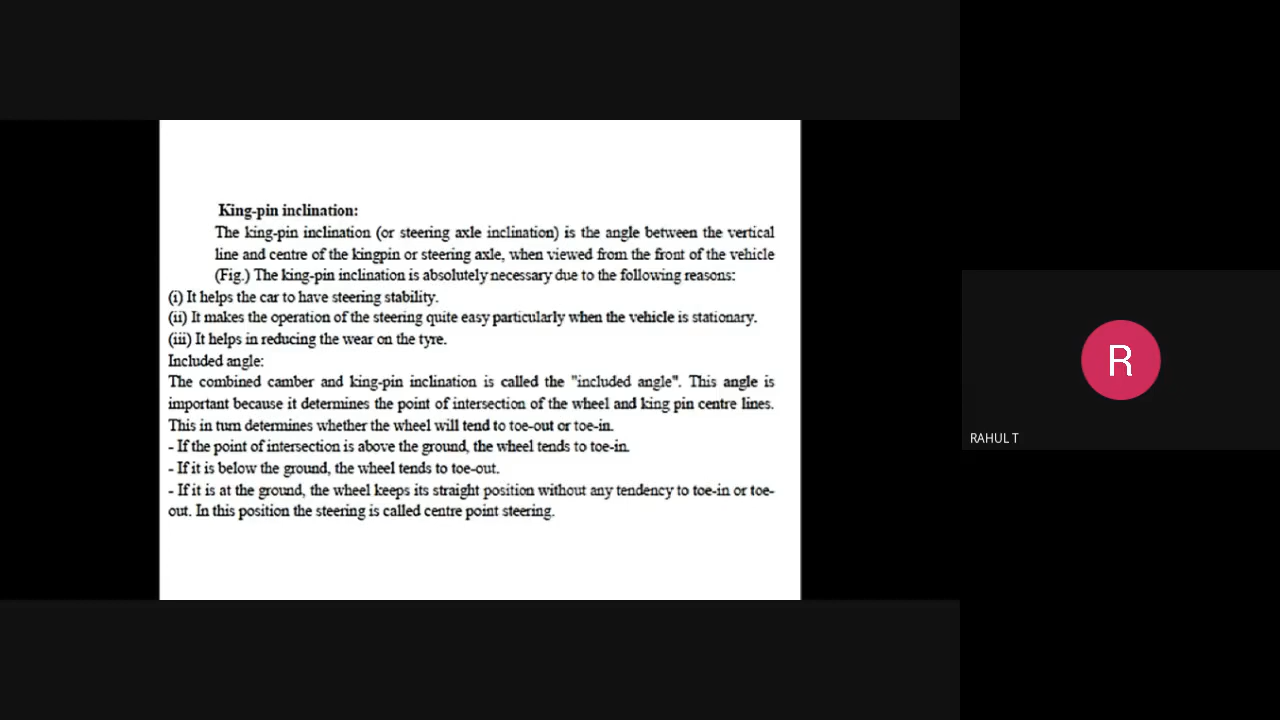 King-pin inclination:
The king-pin inclination (or steering axle inclination) is the angle between the vertical
line and centre of the kingpin or steering axle, when viewed from the front of the vehicle
(Fig.) The king-pin inclination is absolutely necessary due to the following reasons:
(i) It helps the car to have steering stability.
(ii) It makes the operation of the steering quite easy particularly when the vehicle is stationary.
(iii) It helps in reducing the wear on the tyre.
Included angle:
The combined camber and king-pin inclination is called the "included angle". This angle is
important because it determines the point of intersection of the wheel and king pin centre lines.
This in turn determines whether the wheel will tend to toe-out or toe-in.
- If the point of intersection is above the ground, the wheel tends to toe-in.
- If it is below the ground, the wheel tends to toe-out.
- If it is at the ground, the wheel keeps its straight position without any tendency to toe-in or toe-
out. In this position the steering is called centre point steering.
R
RAHUL T